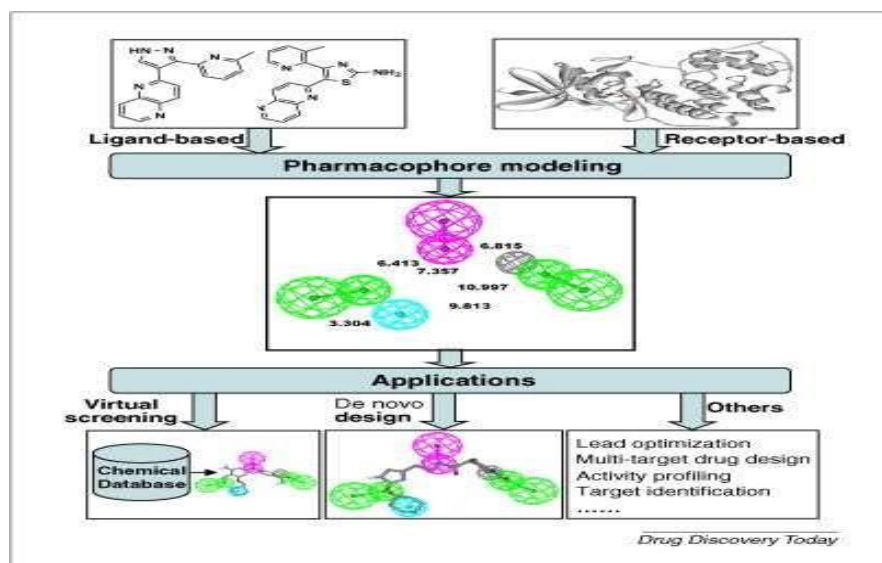 HN-N
N
N
N
N
N
N
S
NH₂
N
N
Ligand-based
Receptor-based
Pharmacophore modeling
6.815
6.413
7.357
10.997
9.813
3.304
Applications
Virtual
screening
De novo
design
Others
Chemical
Database
Lead optimization
Multi-target drug design
Activity profiling
Target identification
......
Drug Discovery Today